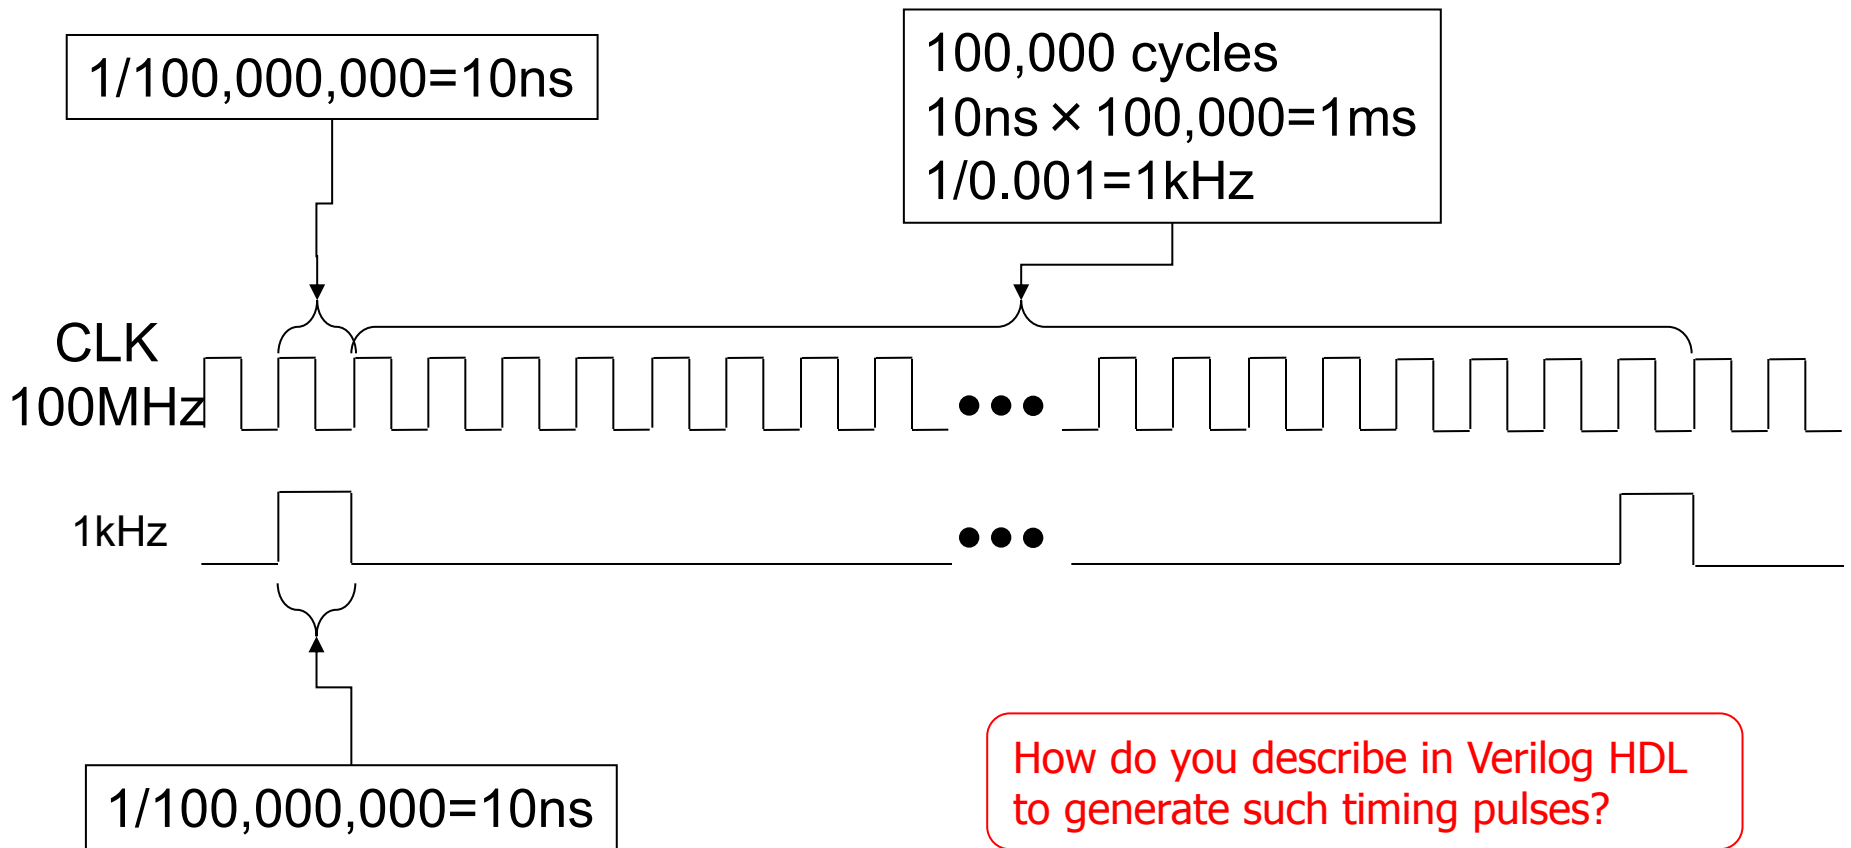 1/100,000,000=10ns
100,000 cycles
10ns×100,000=1ms
1/0.001=1kHz
CLK
100MHz
1kHz
1/100,000,000=10ns
How do you describe in Verilog HDL
to generate such timing pulses?